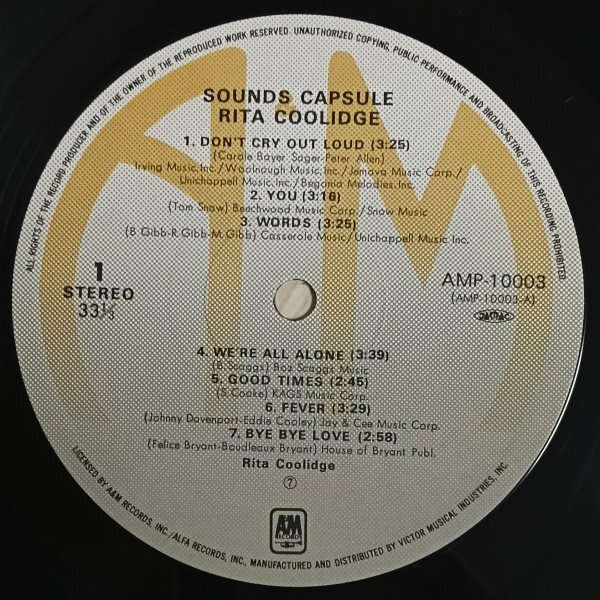 ALL RIGHTS OF THE RECORD PRODUCER AND OF THE OWNER OF THE REPRODUCED WORK RESERVED. UNAUTHORIZED COPYING, PUBLIC PERFORMANCE AND BROADCASTING OF THIS RECORDING PROHIBITED
SOUNDS CAPSULE
RITA COOLIDGE
1. DON'T CRY OUT LOUD (3:25)
(Carole Bayer Sager-Peter Allen)
Irving Music, Inc./Woolnough Music, Inc./Jemava Music Corp./
Unichappell Music, Inc./Begonia Melodies, Inc.
2. YOU (3:16)
(Tom Snow) Beechwood Music Corp./Snow Music
3. WORDS (3:25)
(B. Gibb-R. Gibb-M. Gibb) Casserole Music/Unichappell Music Inc.
1
STEREO
33⅓
AMP-10003
(AMP-10003-A)
JASRAC
4. WE'RE ALL ALONE (3:39)
(B. Scaggs) Boz Scaggs Music
5. GOOD TIMES (2:45)
(S. Cooke) KAGS Music Corp.
6. FEVER (3:29)
(Johnny Davenport-Eddie Cooley) Jay & Cee Music Corp.
7. BYE BYE LOVE (2:58)
(Felice Bryant-Boudleaux Bryant) House of Bryant Publ.
Rita Coolidge
⑦
A&M
RECORDS
LICENSED BY A&M RECORDS, INC./ALFA RECORDS, INC., MANUFACTURED AND DISTRIBUTED BY VICTOR MUSICAL INDUSTRIES, INC.